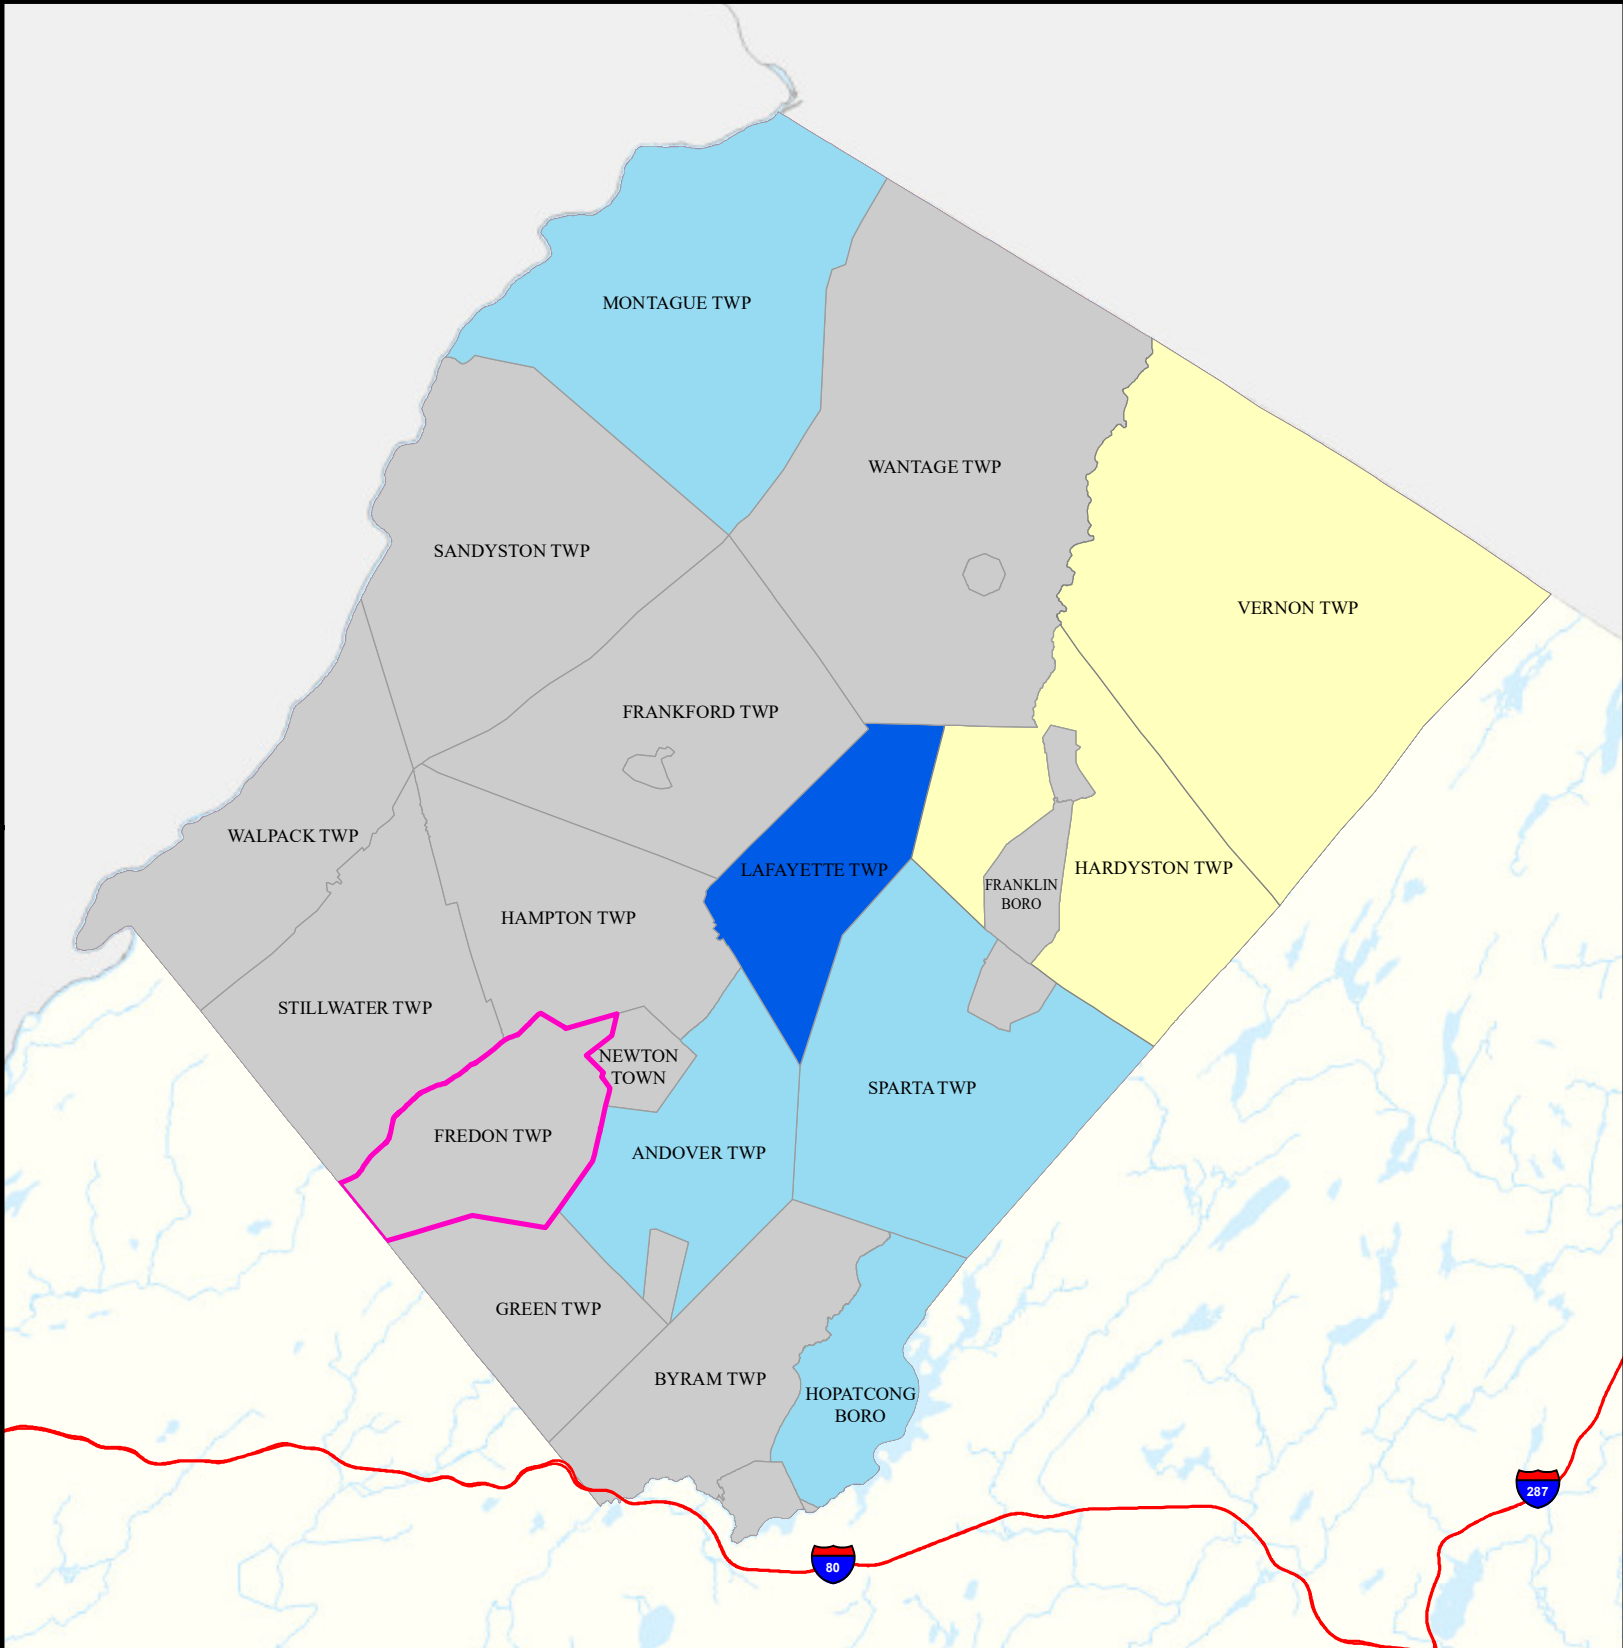 MONTAGUE TWP
WANTAGE TWP
SANDYSTON TWP
VERNON TWP
FRANKFORD TWP
WALPACK TWP
LAFAYETTE TWP
HARDYSTON TWP
FRANKLIN
BORO
HAMPTON TWP
STILLWATER TWP
NEWTON
TOWN
SPARTA TWP
FREDON TWP
ANDOVER TWP
GREEN TWP
BYRAM TWP
HOPATCONG
BORO
287
80